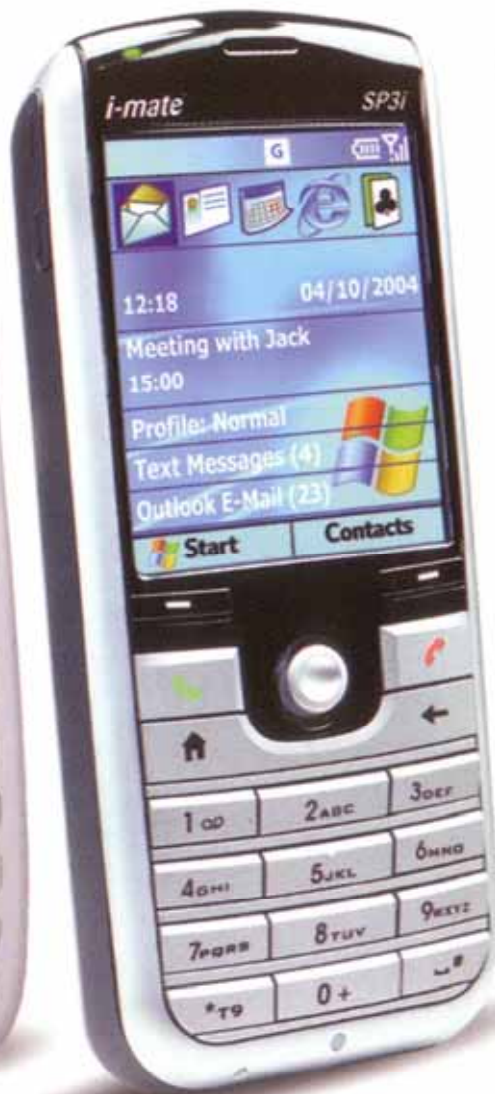 i-mate SP3i
G
12:18 04/10/2004
Meeting with Jack
15:00
Profile: Normal
Text Messages (4)
Outlook E-Mail (23)
Start Contacts
1 2ABC 3DEF
4GHI 5JKL 6MNO
7PQRS 8TUV 9WXYZ
*T9 0+ #